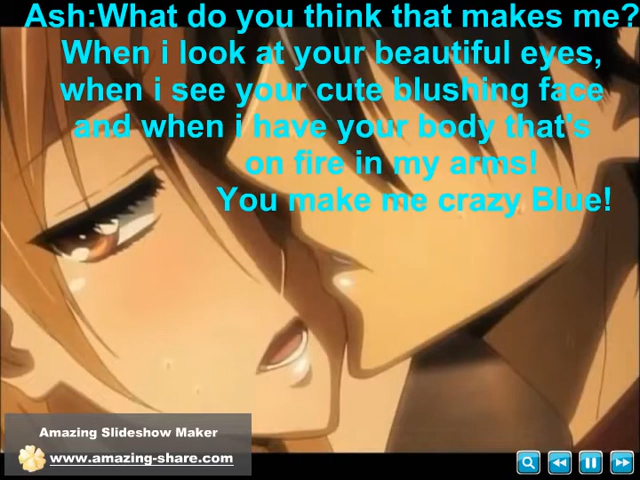 Ash:What do you think that makes me?
When i look at your beautiful eyes,
when i see your cute blushing face
and when i have your body that's
on fire in my arms!
You make me crazy Blue!
Amazing Slideshow Maker
www.amazing-share.com